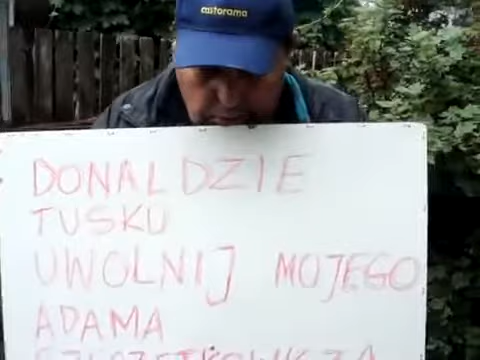 castorama
DONALDZIE
TUSKU
UWOLNIJ MOJEGO
ADAMA